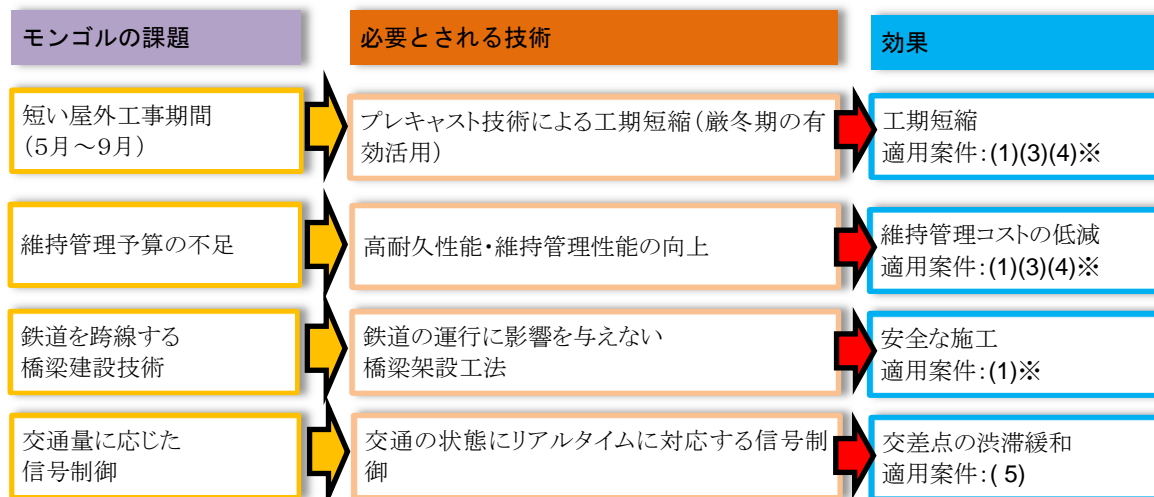 モンゴルの課題
必要とされる技術
効果
短い屋外工事期間
(5月～9月)
プレキャスト技術による工期短縮(厳冬期の有
効活用)
工期短縮
適用案件:(1)(3)(4)※
維持管理予算の不足
高耐久性能・維持管理性能の向上
維持管理コストの低減
適用案件:(1)(3)(4)※
鉄道を跨線する
橋梁建設技術
鉄道の運行に影響を与えない
橋梁架設工法
安全な施工
適用案件:(1)※
交通量に応じた
信号制御
交通の状態にリアルタイムに対応する信号制
御
交差点の渋滞緩和
適用案件:( 5)